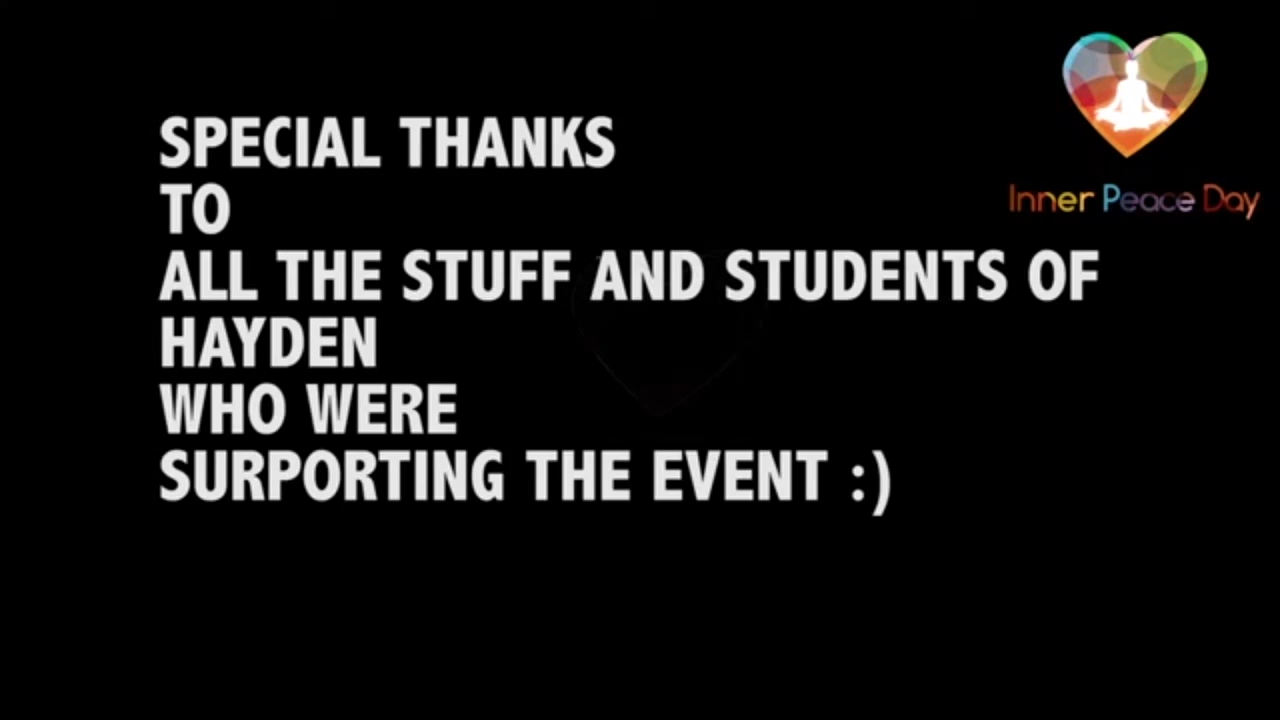 SPECIAL THANKS
TO
ALL THE STUFF AND STUDENTS OF
HAYDEN
WHO WERE
SURPORTING THE EVENT :)
Inner Peace Day